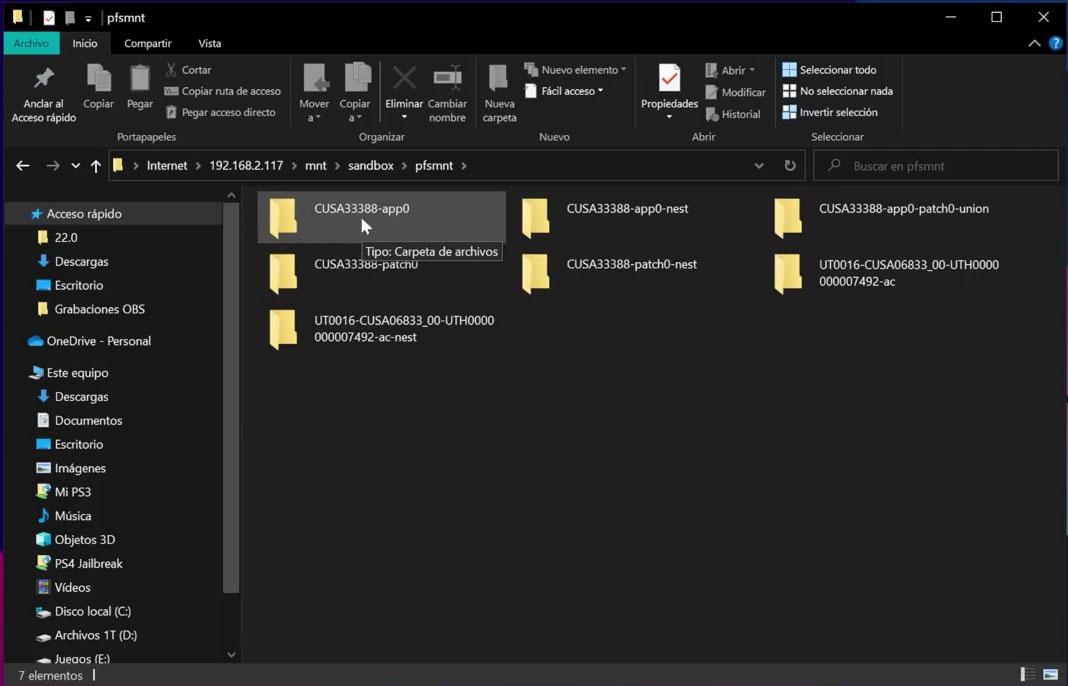 pfsmnt
Archivo
Inicio
Compartir
Vista
Andar al
Acceso rápido
Copiar
Pegar
Cortar
Copiar ruta de acceso
Pegar acceso directo
Portapapeles
Mover
a
Copiar
a
Eliminar
Cambiar
nombre
Organizar
Nueva
carpeta
Nuevo elemento
Fácil acceso
Nuevo
Propiedades
Abrir
Modificar
Historial
Abrir
Seleccionar todo
No seleccionar nada
Invertir selección
Seleccionar
Internet > 192.168.2.117 > mnt > sandbox > pfsmnt >
Buscar en pfsmnt
Acceso rápido
22.0
Descargas
Escritorio
Grabaciones OBS
OneDrive - Personal
Este equipo
Descargas
Documentos
Escritorio
Imágenes
Mi PS3
Música
Objetos 3D
PS4 Jailbreak
Vídeos
Disco local (C:)
Archivos 1T (D:)
Juegos (E:)
CUSA33388-app0
CUSA33388-app0-nest
CUSA33388-app0-patch0-union
Tipo: Carpeta de archivos
CUSA33388-patch0
CUSA33388-patch0-nest
UT0016-CUSA06833_00-UTH0000
000007492-ac
UT0016-CUSA06833_00-UTH0000
000007492-ac-nest
7 elementos